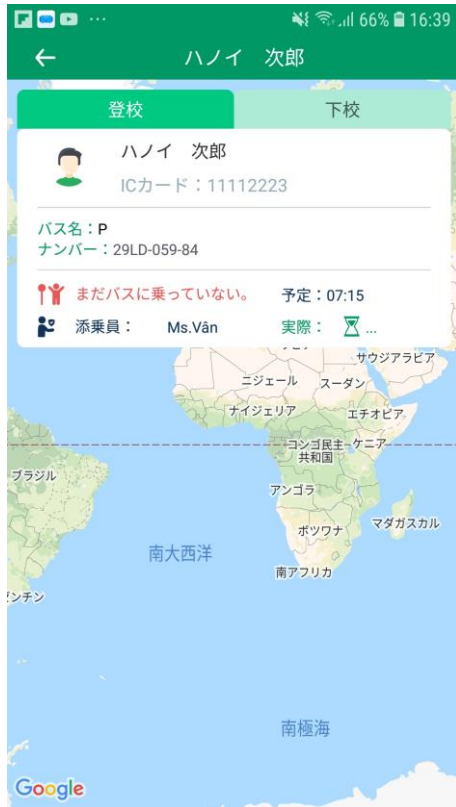 66% 16:39
ハノイ　次郎
登校
下校
ハノイ　次郎
ICカード：11112223
バス名：P
ナンバー：29LD-059-84
まだバスに乗っていない。 予定：07:15
添乗員： Ms.Vân 実際： ...
サウジアラビア
ニジェール スーダン
ナイジェリア エチオピア
コンゴ民主共和国 ケニア
ブラジル
アンゴラ
ボツワナ マダガスカル
南大西洋
南アフリカ
ゼンチン
南極海
Google